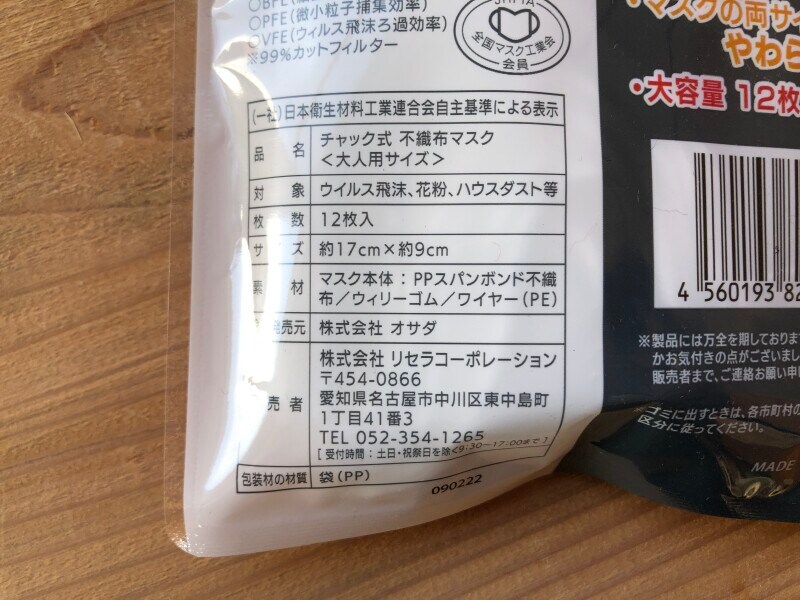 ○PFE(微小粒子捕集効率)
○VFE(ウイルス飛沫ろ過効率)
※99%カットフィルター
全国マスク工業会
会員
・マスクの両サイ
やわら
・大容量 12枚
(一社)日本衛生材料工業連合会自主基準による表示
品 名 チャック式 不織布マスク
<大人用サイズ>
対 象 ウイルス飛沫、花粉、ハウスダスト等
枚 数 12枚入
サイズ 約17cm×約9cm
素 材 マスク本体:PPスパンボンド不織
布/ウィリーゴム/ワイヤー(PE)
売元 株式会社 オサダ
売者 株式会社 リセラコーポレーション
〒454-0866
愛知県名古屋市中川区東中島町
1丁目41番3
TEL 052-354-1265
[受付時間:土日・祝祭日を除く9:30~17:00まで]
包装材の材質 袋(PP)
090222
4 560193 82
※製品には万全を期しておりま
かお気付きの点がございまし
販売者まで、ご連絡お願い申
ゴミに出すときは、各市町村の
区分に従ってください。
MADE